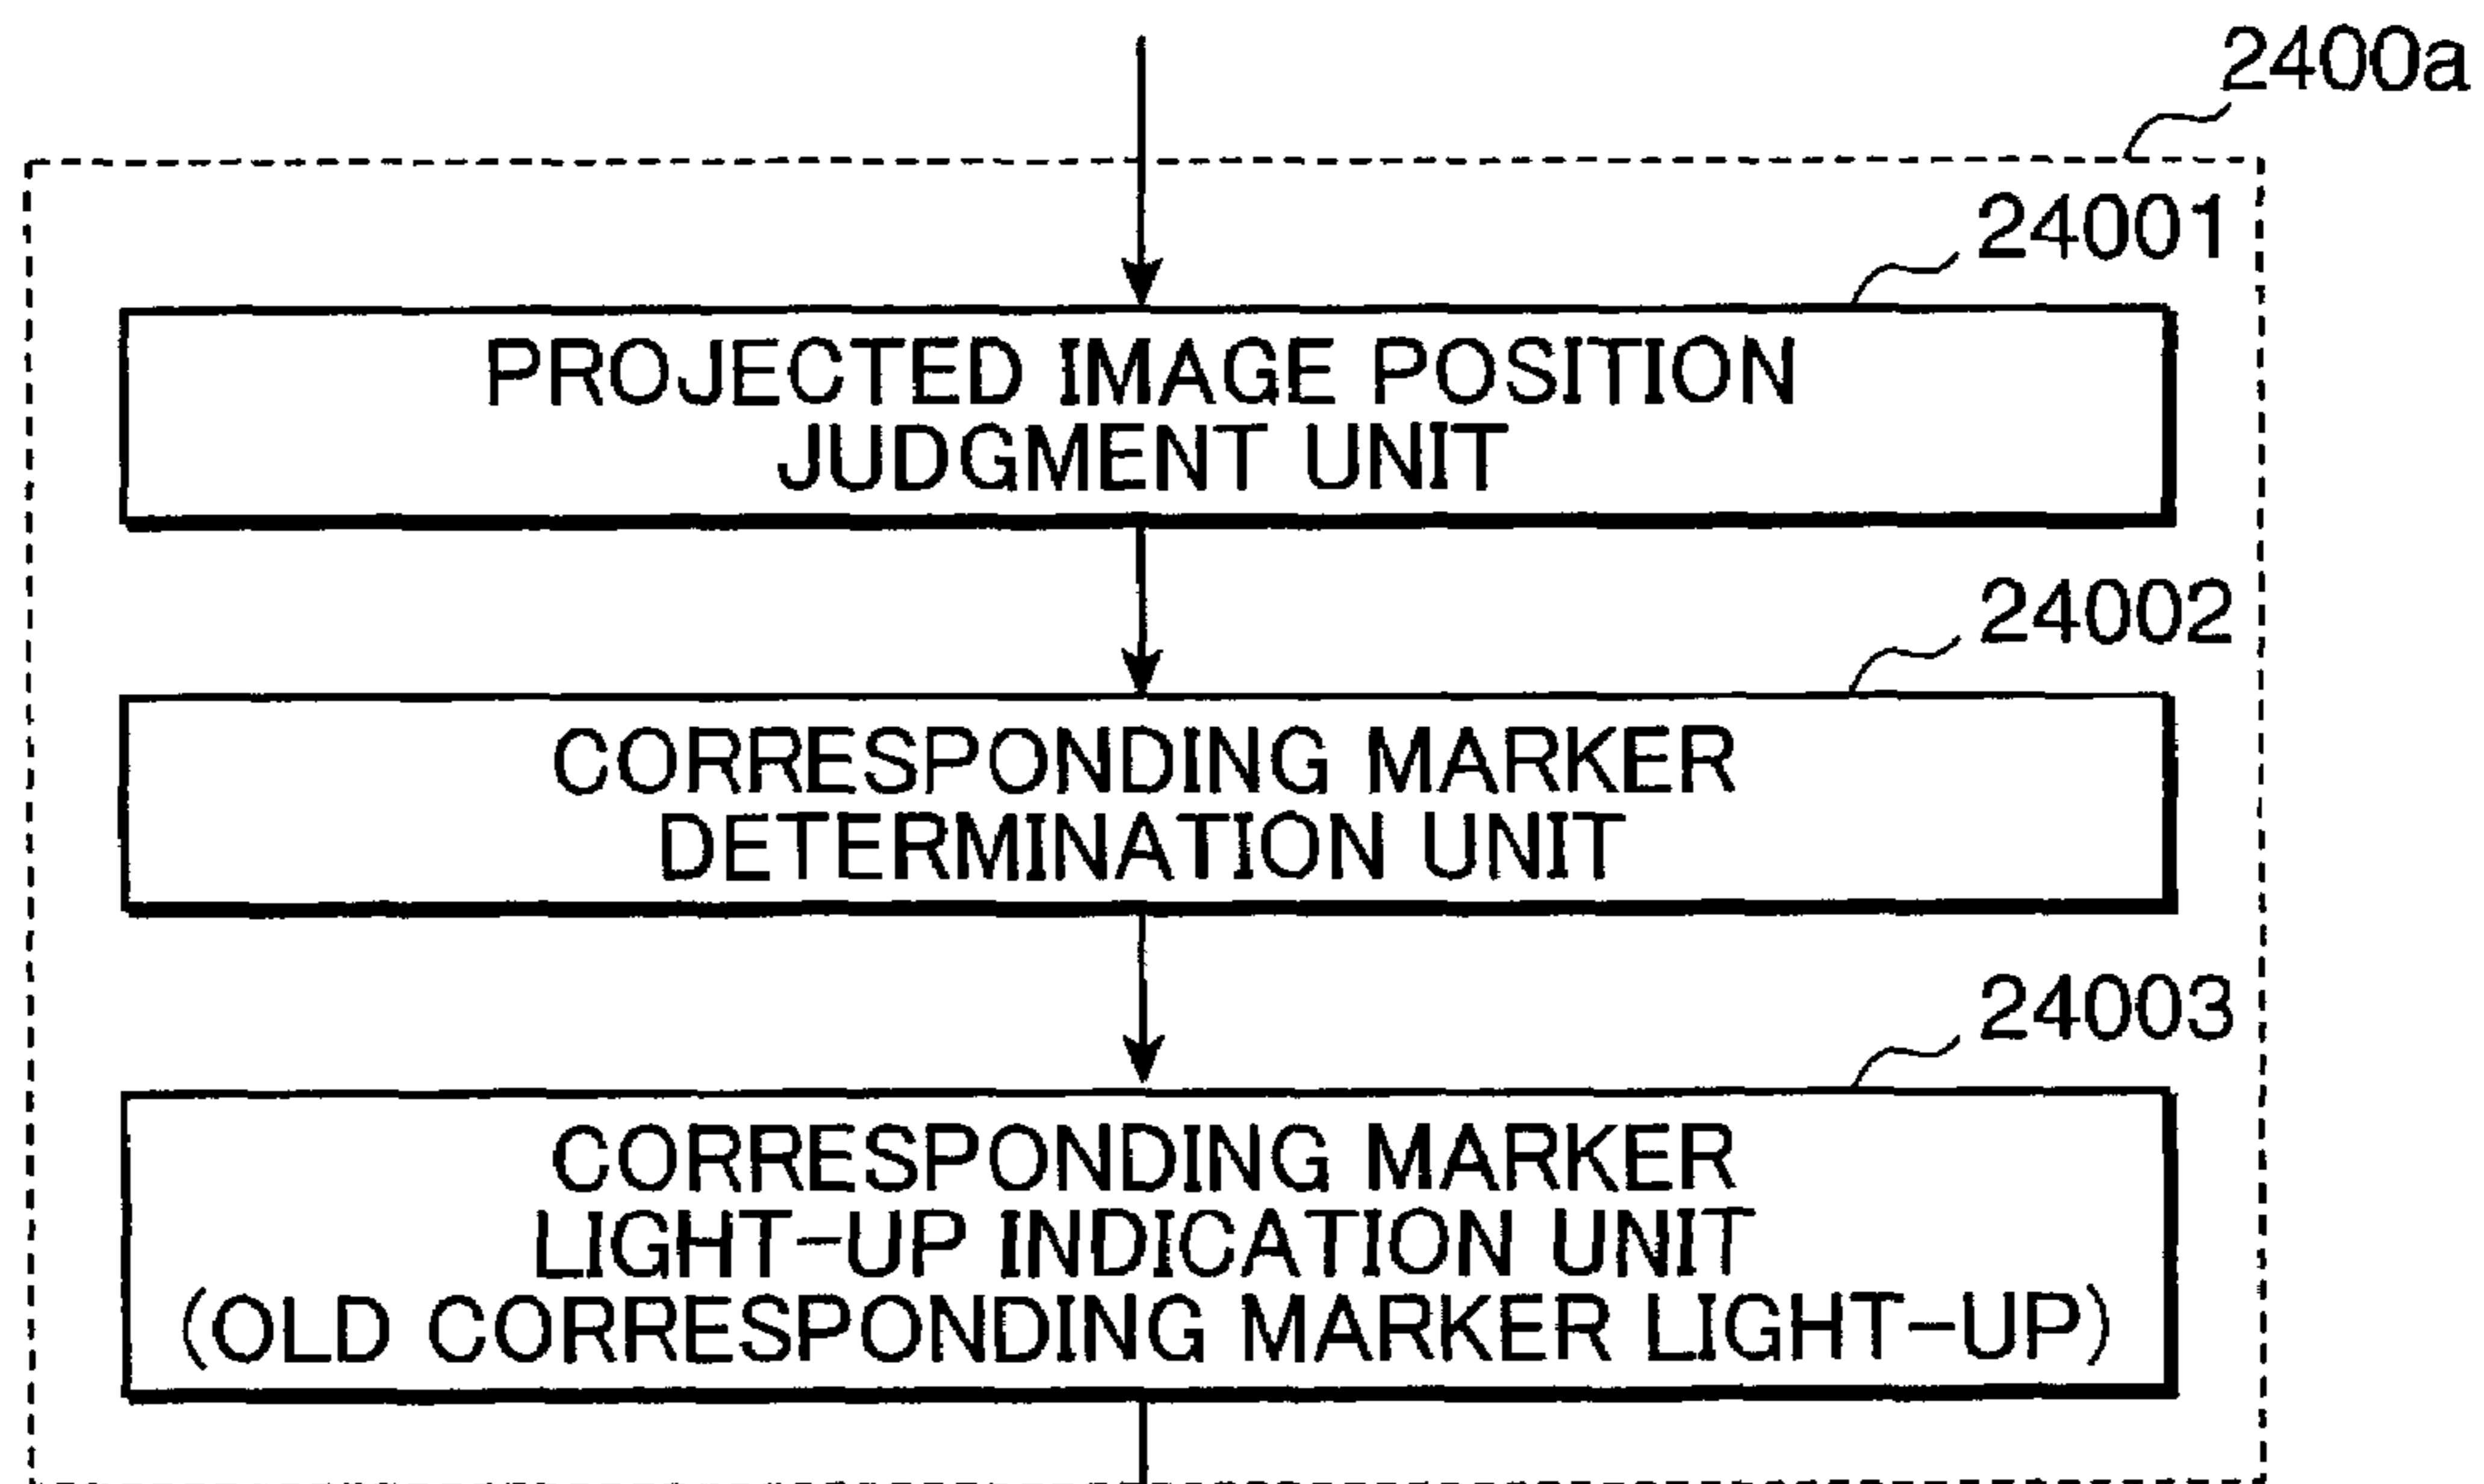 2400a
24001
PROJECTED IMAGE POSITION
JUDGMENT UNIT
24002
CORRESPONDING MARKER
DETERMINATION UNIT
24003
CORRESPONDING MARKER
LIGHT-UP INDICATION UNIT
(OLD CORRESPONDING MARKER LIGHT-UP)